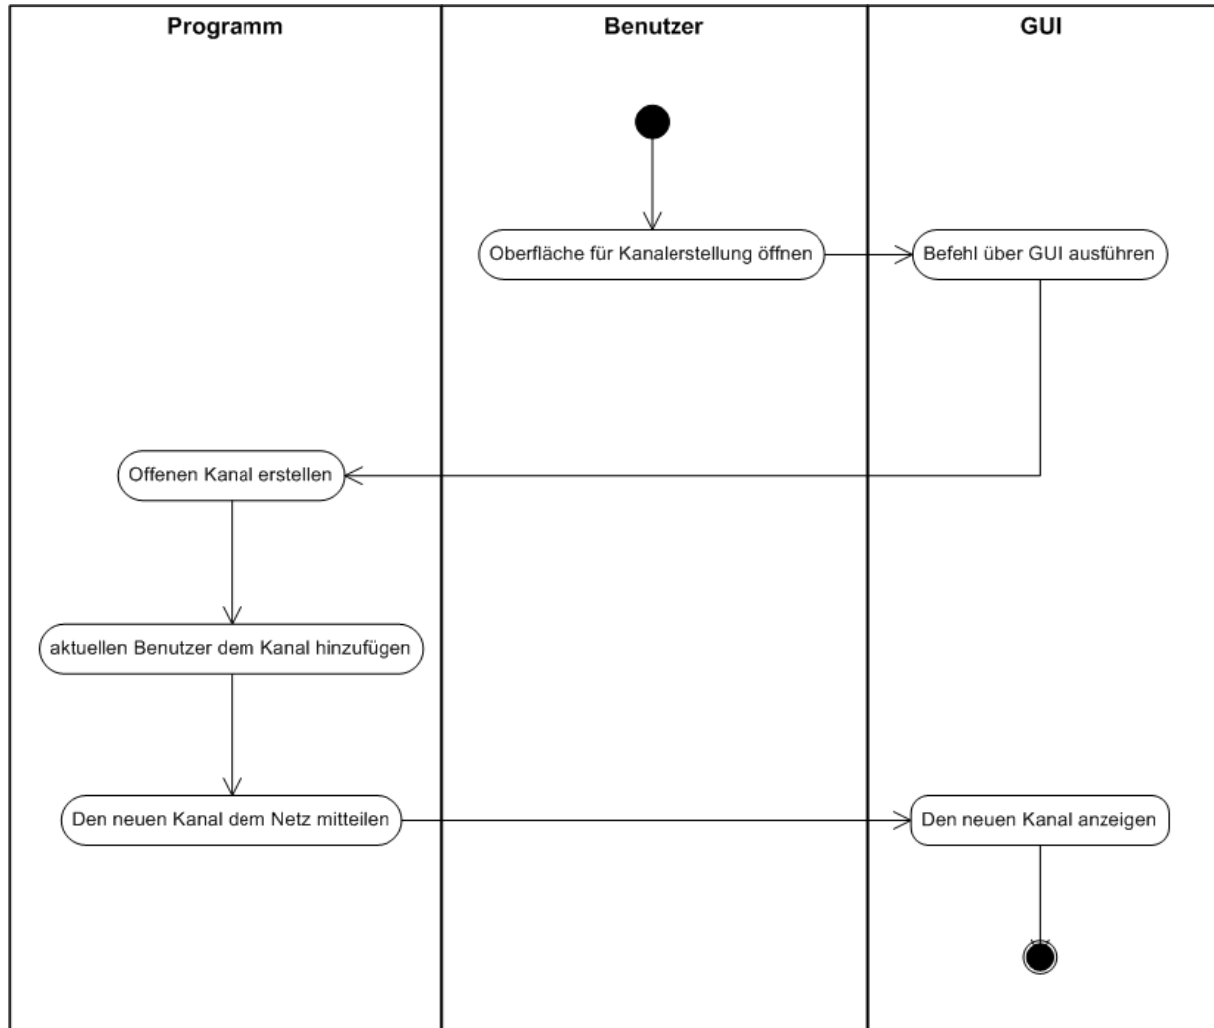 Programm
Benutzer
GUI
Oberfläche für Kanalerstellung öffnen
Befehl über GUI ausführen
Offenen Kanal erstellen
aktuellen Benutzer dem Kanal hinzufügen
Den neuen Kanal dem Netz mitteilen
Den neuen Kanal anzeigen